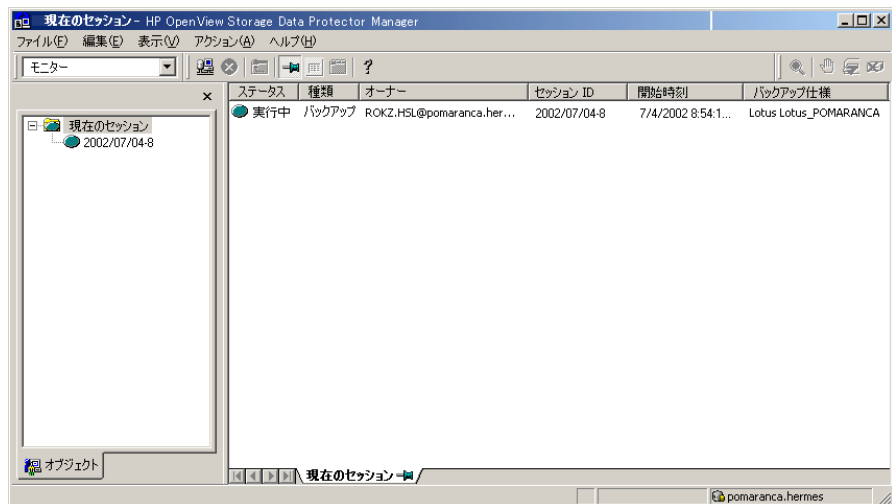 現在のセッション - HP OpenView Storage Data Protector Manager
ファイル(F) 編集(E) 表示(V) アクション(A) ヘルプ(H)
モニター
ステータス 種類 オーナー セッション ID 開始時刻 バックアップ仕様
実行中 バックアップ ROKZ.HSL@pomaranca.her... 2002/07/04-8 7/4/2002 8:54:1... Lotus Lotus_POMARANCA
現在のセッション
2002/07/04-8
オブジェクト
現在のセッション
pomaranca.hermes